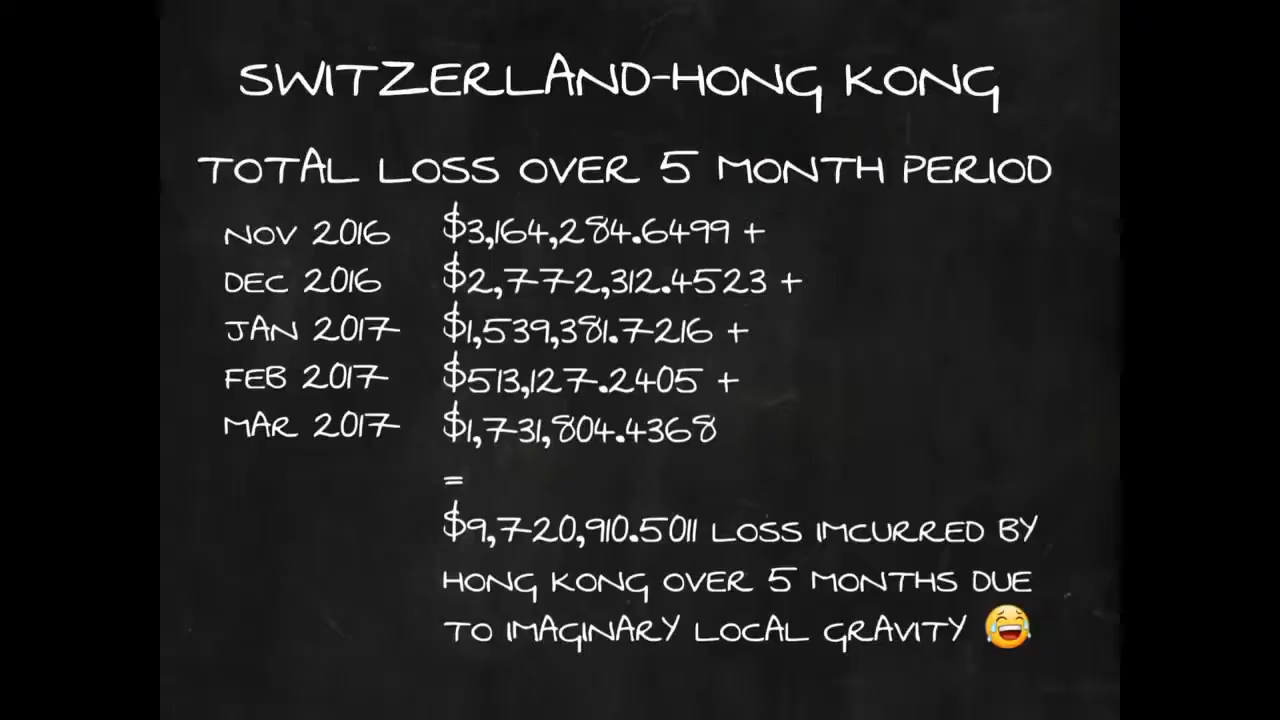 SWITZERLAND-HONG KONG
TOTAL LOSS OVER 5 MONTH PERIOD
NOV 2016 $3,164,284.6499 +
DEC 2016 $2,772,312.4523 +
JAN 2017 $1,539,381.7216 +
FEB 2017 $513,127.2405 +
MAR 2017 $1,731,804.4368
=
$9,720,910.5011 LOSS IMCURRED BY
HONG KONG OVER 5 MONTHS DUE
TO IMAGINARY LOCAL GRAVITY 😂